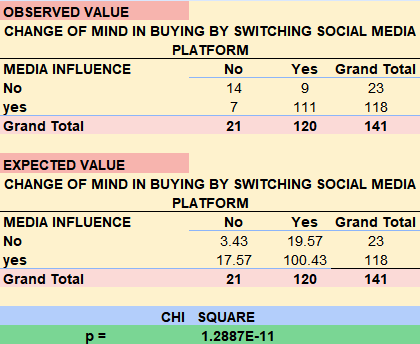 OBSERVED VALUE
CHANGE OF MIND IN BUYING BY SWITCHING SOCIAL MEDIA
PLATFORM
MEDIA INFLUENCE No Yes Grand Total
No 14 9 23
yes 7 111 118
Grand Total 21 120 141
EXPECTED VALUE
CHANGE OF MIND IN BUYING BY SWITCHING SOCIAL MEDIA
PLATFORM
MEDIA INFLUENCE No Yes Grand Total
No 3.43 19.57 23
yes 17.57 100.43 118
Grand Total 21 120 141
CHI SQUARE
p = 1.2887E-11